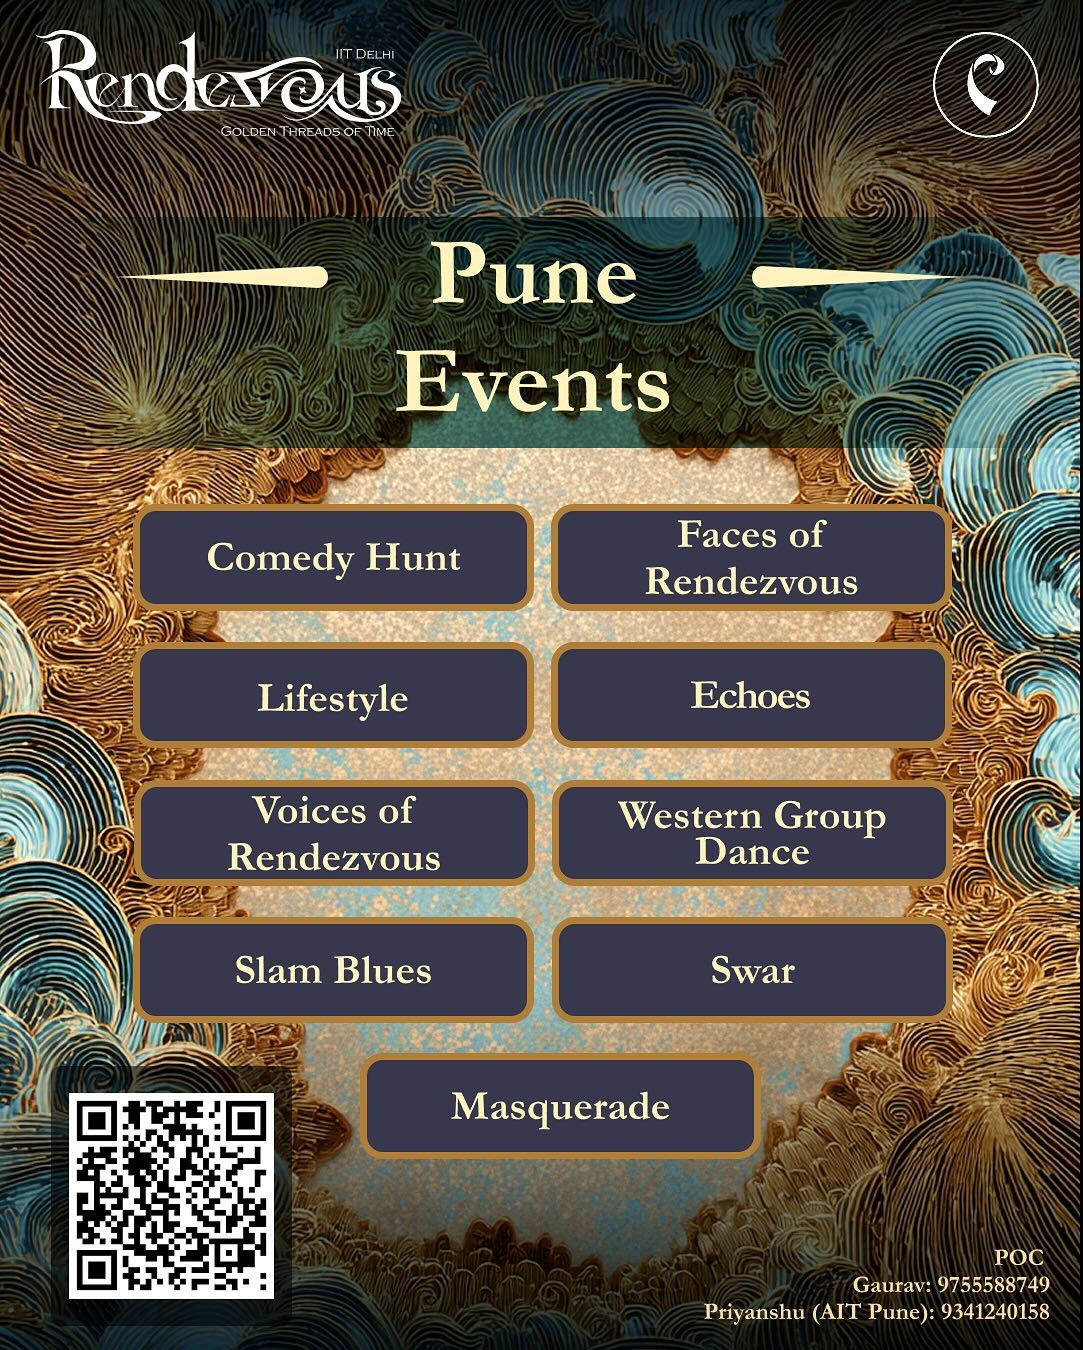 IIT Delhi
Rendezvous
Golden Threads of Time
Pune
Events
Comedy Hunt
Faces of
Rendezvous
Lifestyle
Echoes
Voices of
Rendezvous
Western Group
Dance
Slam Blues
Swar
Masquerade
POC
Gaurav: 9755588749
Priyanshu (AIT Pune): 9341240158